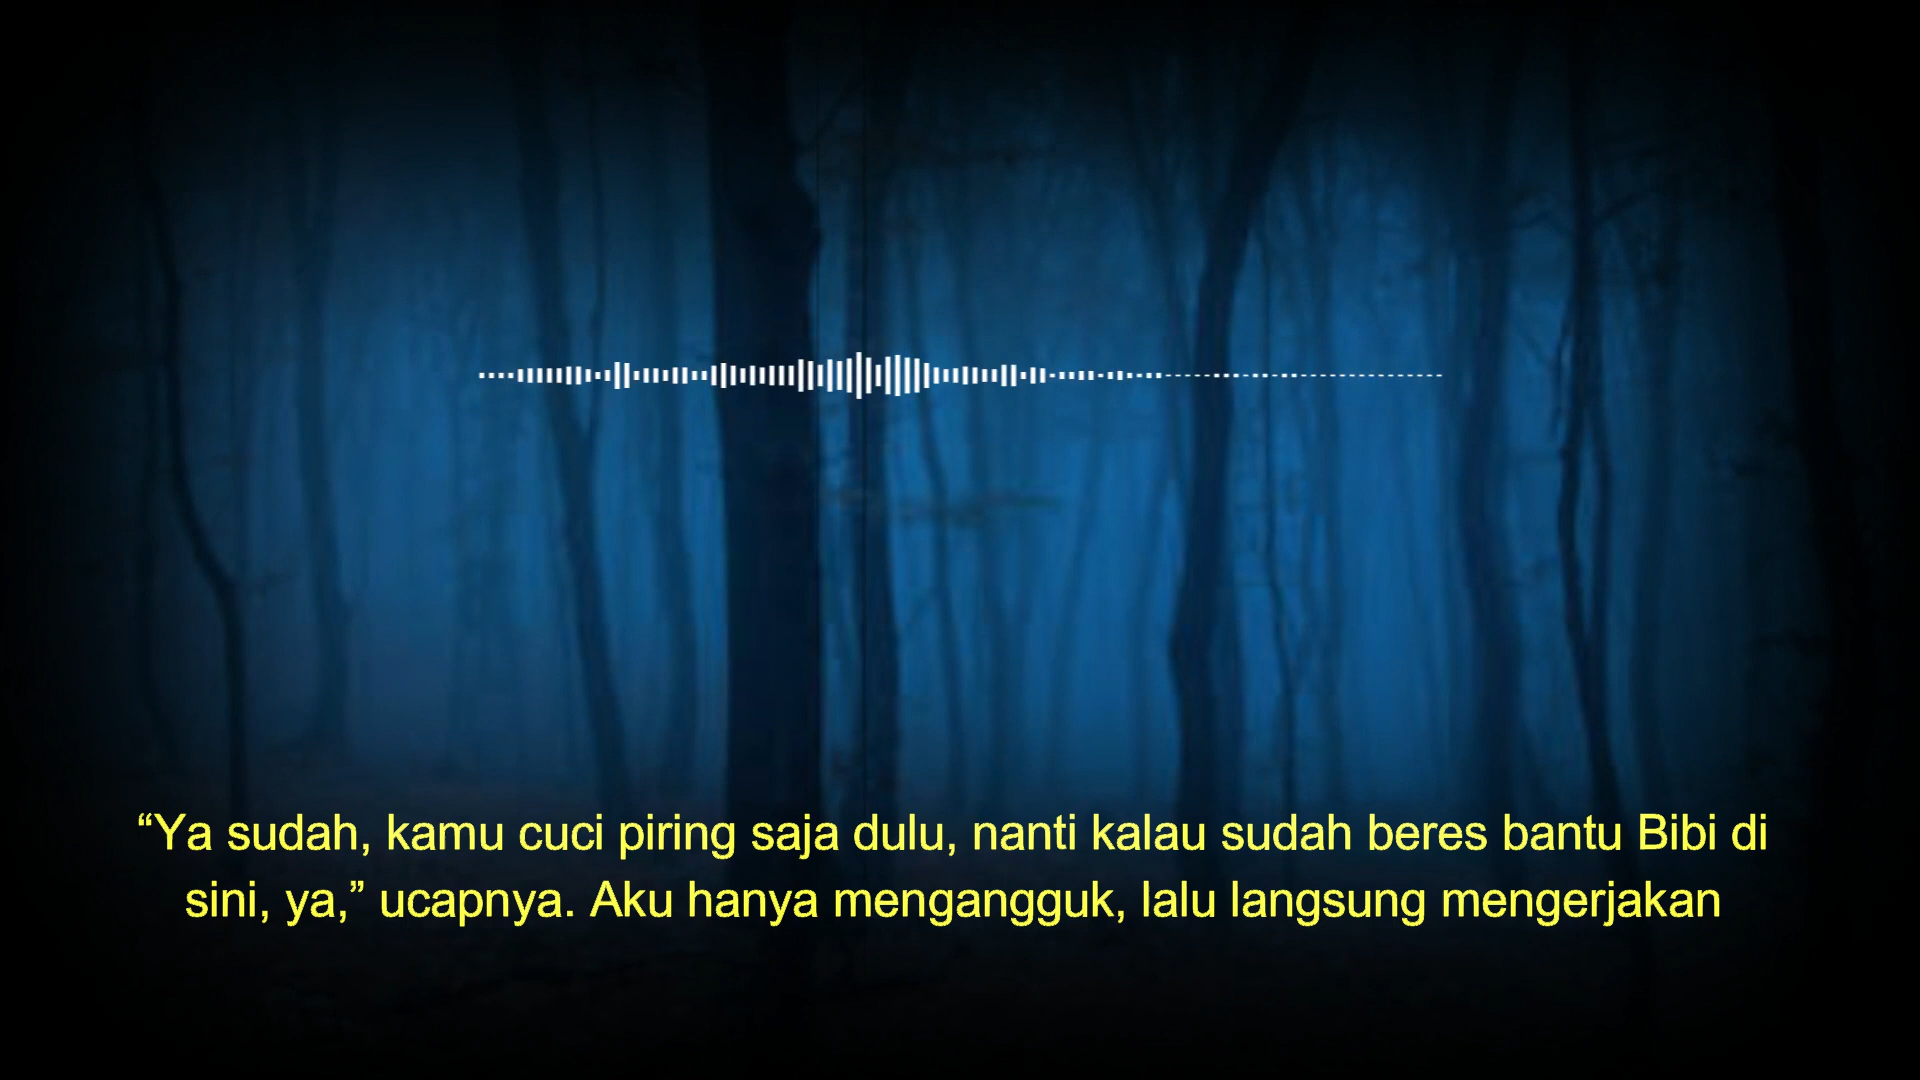 “Ya sudah, kamu cuci piring saja dulu, nanti kalau sudah beres bantu Bibi di
sini, ya,” ucapnya. Aku hanya mengangguk, lalu langsung mengerjakan